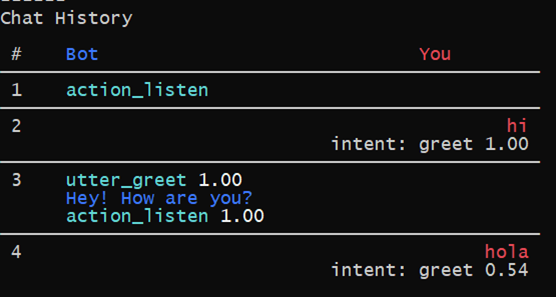 Chat History
# Bot You
1 action_listen
2 hi
intent: greet 1.00
3 utter_greet 1.00
Hey! How are you?
action_listen 1.00
4 hola
intent: greet 0.54